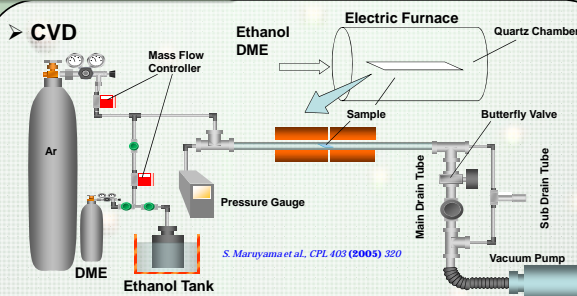 ➤ CVD
Mass Flow
Controller
Ethanol
DME
Electric Furnace
Quartz Chamber
Sample
Butterfly Valve
Ar
Pressure Gauge
Main Drain Tube
Sub Drain Tube
S. Maruyama et al., CPL 403 (2005) 320
Vacuum Pump
DME
Ethanol Tank